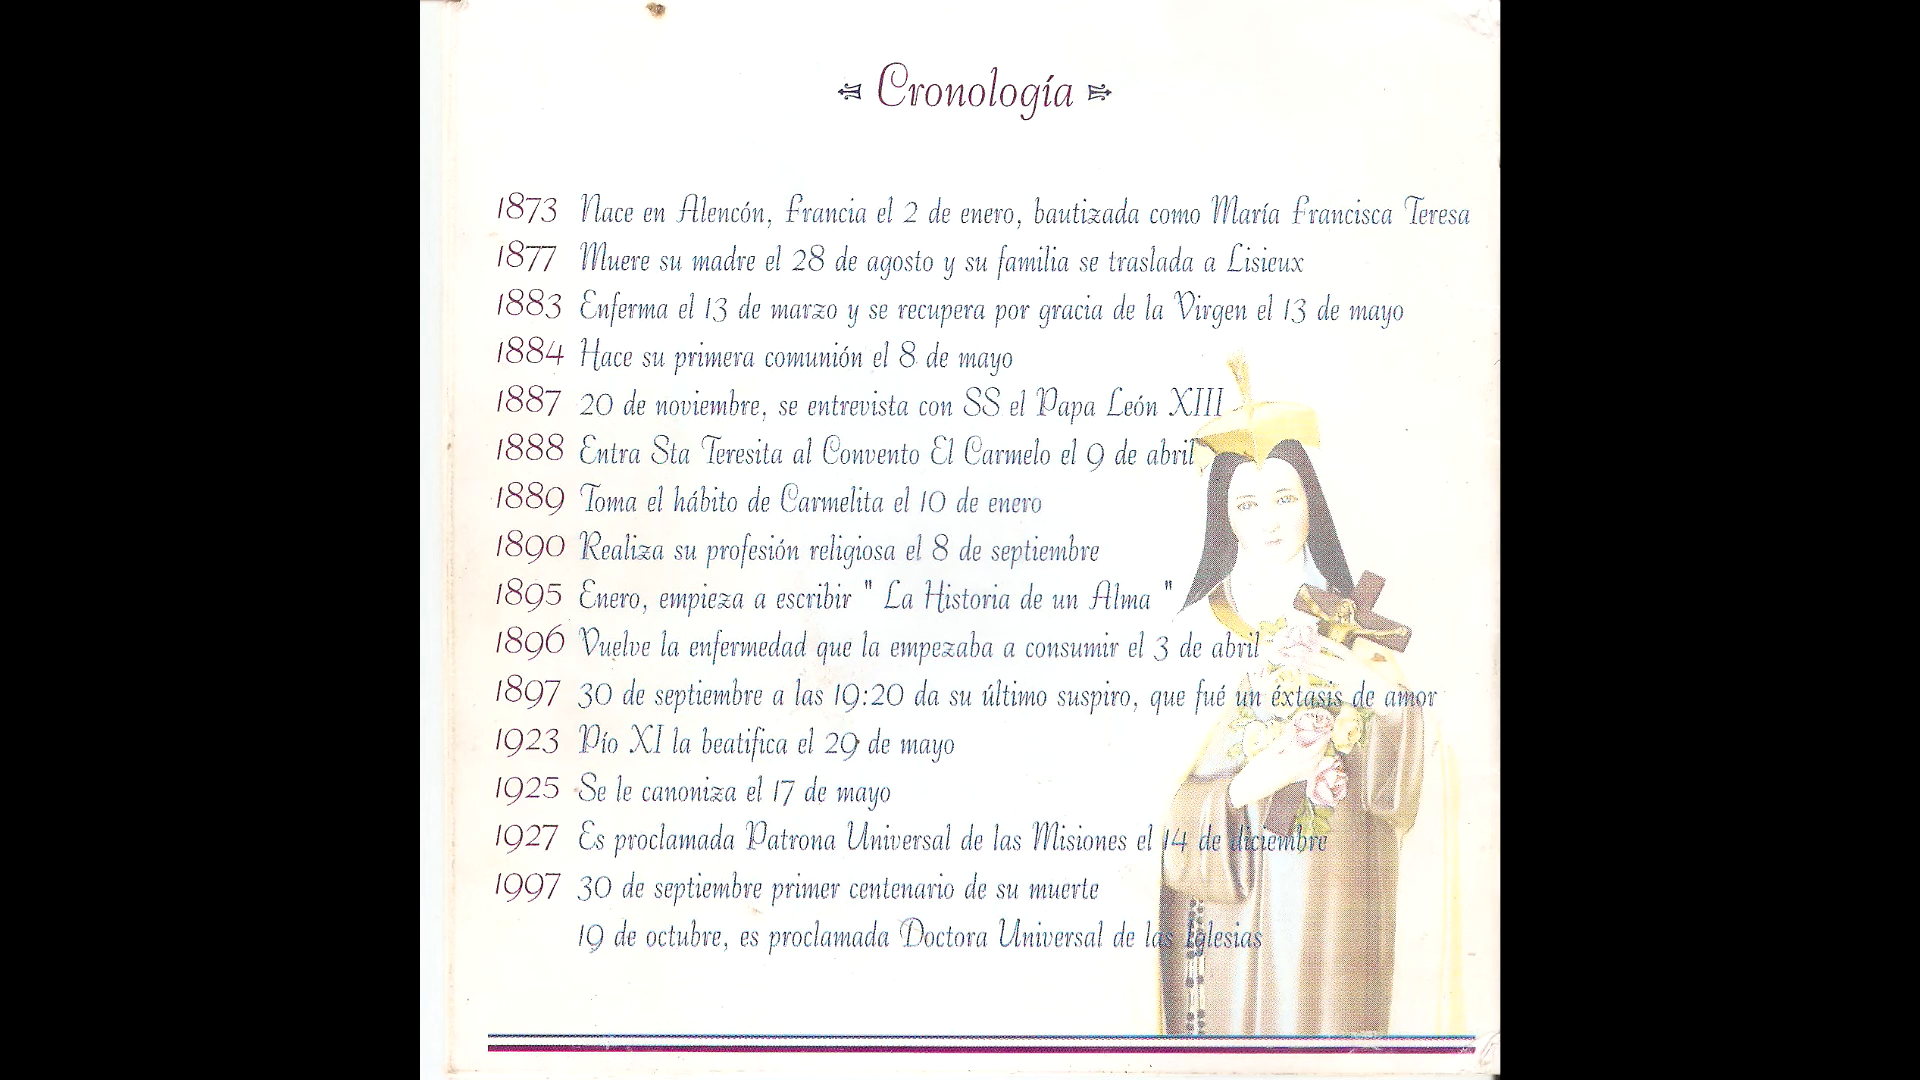 Cronología
1873 Nace en Alencón, Francia el 2 de enero, bautizada como María Francisca Teresa
1877 Muere su madre el 28 de agosto y su familia se traslada a Lisieux
1883 Enferma el 13 de marzo y se recupera por gracia de la Virgen el 13 de mayo
1884 Hace su primera comunión el 8 de mayo
1887 20 de noviembre, se entrevista con SS el Papa León XIII
1888 Entra Sta Teresita al Convento El Carmelo el 9 de abril
1889 Toma el hábito de Carmelita el 10 de enero
1890 Realiza su profesión religiosa el 8 de septiembre
1895 Enero, empieza a escribir " La Historia de un Alma "
1896 Vuelve la enfermedad que la empezaba a consumir el 3 de abril
1897 30 de septiembre a las 19:20 da su último suspiro, que fué un éxtasis de amor
1923 Pío XI la beatifica el 29 de mayo
1925 Se le canoniza el 17 de mayo
1927 Es proclamada Patrona Universal de las Misiones el 14 de diciembre
1997 30 de septiembre primer centenario de su muerte
19 de octubre, es proclamada Doctora Universal de las Iglesias